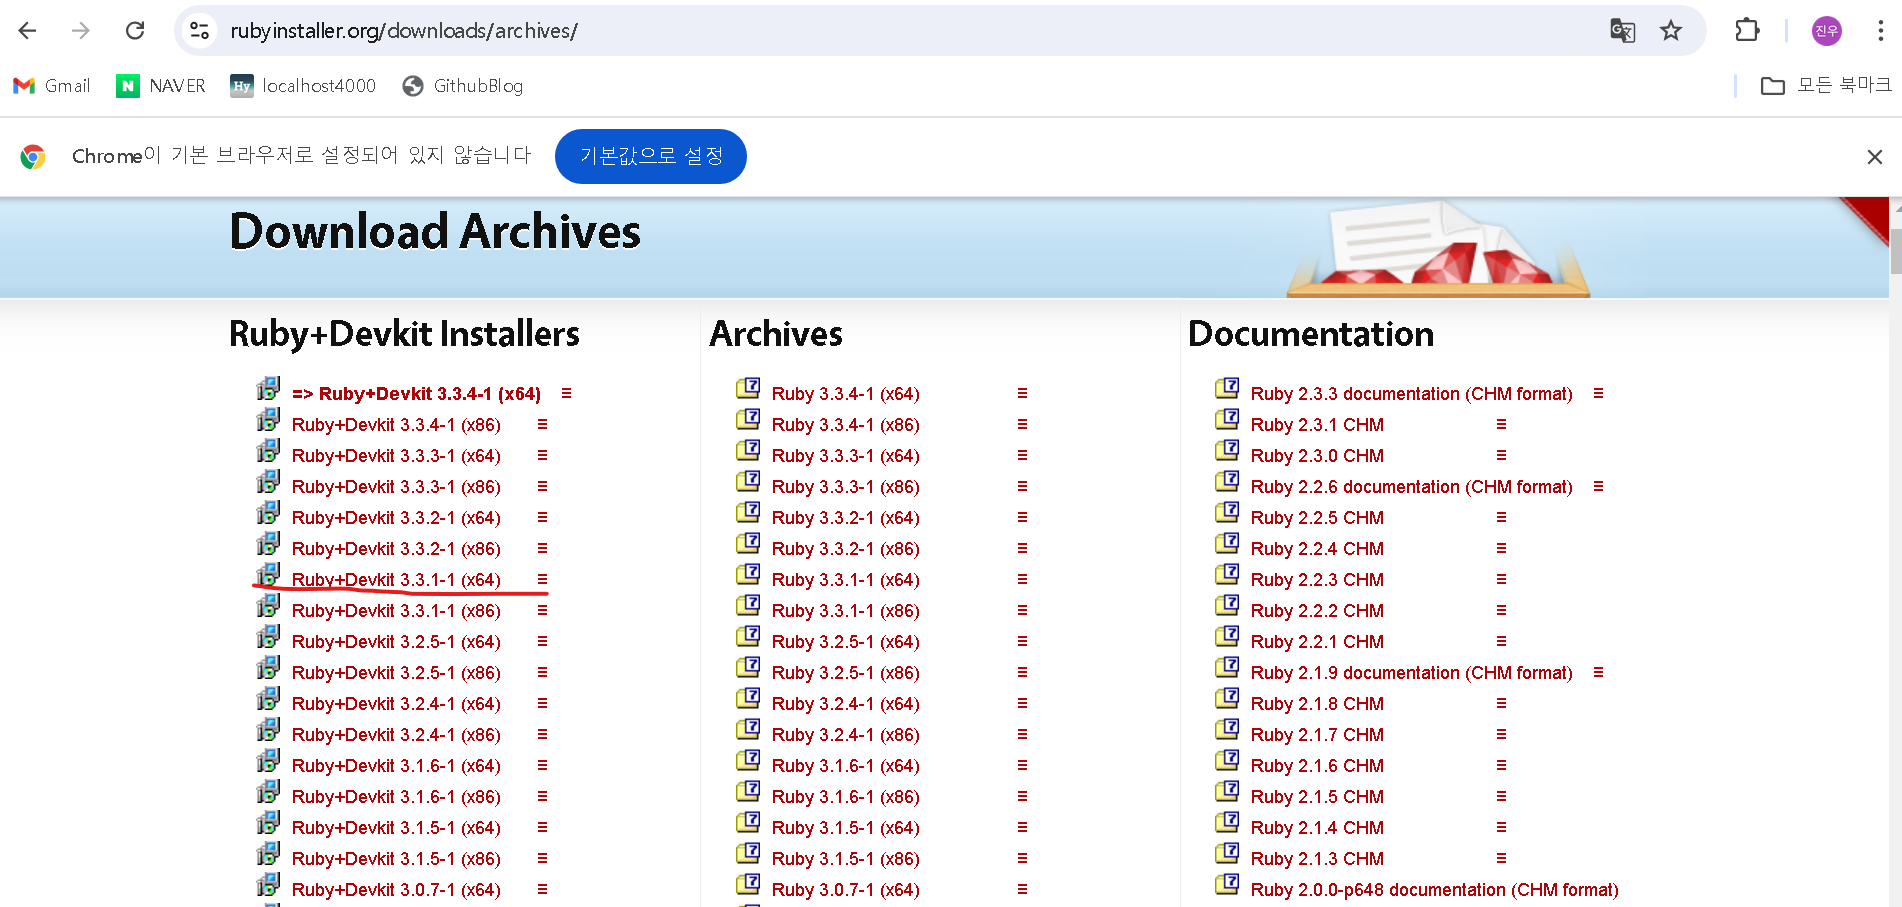 rubyinstaller.org/downloads/archives/
진우
Gmail
NAVER
Hy localhost4000
GithubBlog
모든 북마크
Chrome이 기본 브라우저로 설정되어 있지 않습니다
기본값으로 설정
Download Archives
Ruby+Devkit Installers
=> Ruby+Devkit 3.3.4-1 (x64)
Ruby+Devkit 3.3.4-1 (x86)
Ruby+Devkit 3.3.3-1 (x64)
Ruby+Devkit 3.3.3-1 (x86)
Ruby+Devkit 3.3.2-1 (x64)
Ruby+Devkit 3.3.2-1 (x86)
Ruby+Devkit 3.3.1-1 (x64)
Ruby+Devkit 3.3.1-1 (x86)
Ruby+Devkit 3.2.5-1 (x64)
Ruby+Devkit 3.2.5-1 (x86)
Ruby+Devkit 3.2.4-1 (x64)
Ruby+Devkit 3.2.4-1 (x86)
Ruby+Devkit 3.1.6-1 (x64)
Ruby+Devkit 3.1.6-1 (x86)
Ruby+Devkit 3.1.5-1 (x64)
Ruby+Devkit 3.1.5-1 (x86)
Ruby+Devkit 3.0.7-1 (x64)
Archives
Ruby 3.3.4-1 (x64)
Ruby 3.3.4-1 (x86)
Ruby 3.3.3-1 (x64)
Ruby 3.3.3-1 (x86)
Ruby 3.3.2-1 (x64)
Ruby 3.3.2-1 (x86)
Ruby 3.3.1-1 (x64)
Ruby 3.3.1-1 (x86)
Ruby 3.2.5-1 (x64)
Ruby 3.2.5-1 (x86)
Ruby 3.2.4-1 (x64)
Ruby 3.2.4-1 (x86)
Ruby 3.1.6-1 (x64)
Ruby 3.1.6-1 (x86)
Ruby 3.1.5-1 (x64)
Ruby 3.1.5-1 (x86)
Ruby 3.0.7-1 (x64)
Documentation
Ruby 2.3.3 documentation (CHM format)
Ruby 2.3.1 CHM
Ruby 2.3.0 CHM
Ruby 2.2.6 documentation (CHM format)
Ruby 2.2.5 CHM
Ruby 2.2.4 CHM
Ruby 2.2.3 CHM
Ruby 2.2.2 CHM
Ruby 2.2.1 CHM
Ruby 2.1.9 documentation (CHM format)
Ruby 2.1.8 CHM
Ruby 2.1.7 CHM
Ruby 2.1.6 CHM
Ruby 2.1.5 CHM
Ruby 2.1.4 CHM
Ruby 2.1.3 CHM
Ruby 2.0.0-p648 documentation (CHM format)